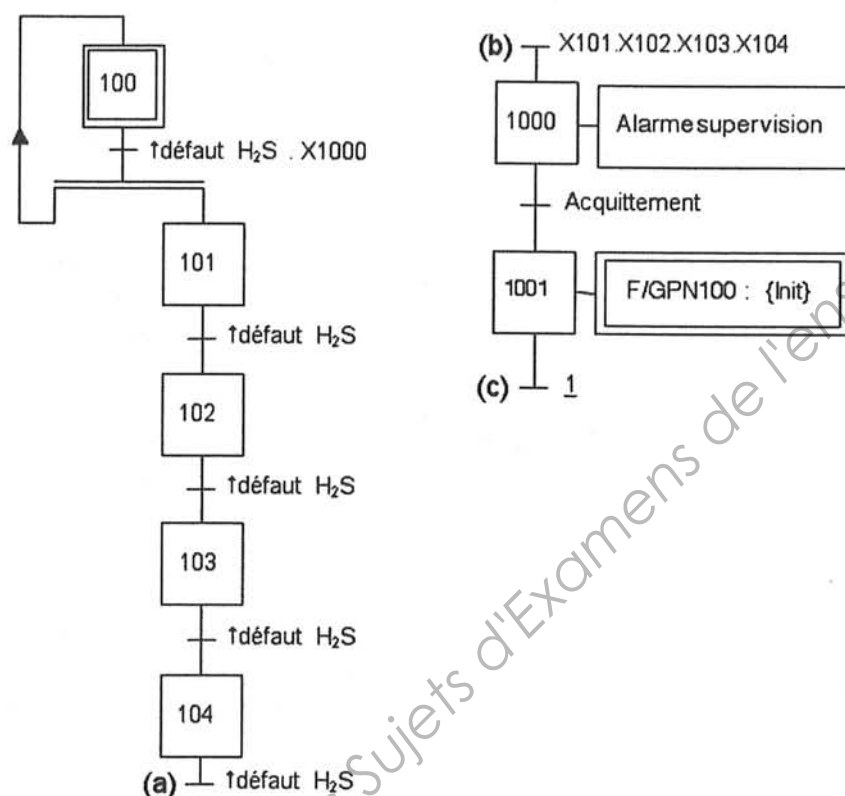 100
↑défaut H₂S . X1000
101
↑défaut H₂S
102
↑défaut H₂S
103
↑défaut H₂S
104
(a) ↑défaut H₂S
(b) X101.X102.X103.X104
1000 Alarme supervision
Acquittement
1001 F/GPN100 : {Init}
(c) 1
Sujets d'Examens de l'ens